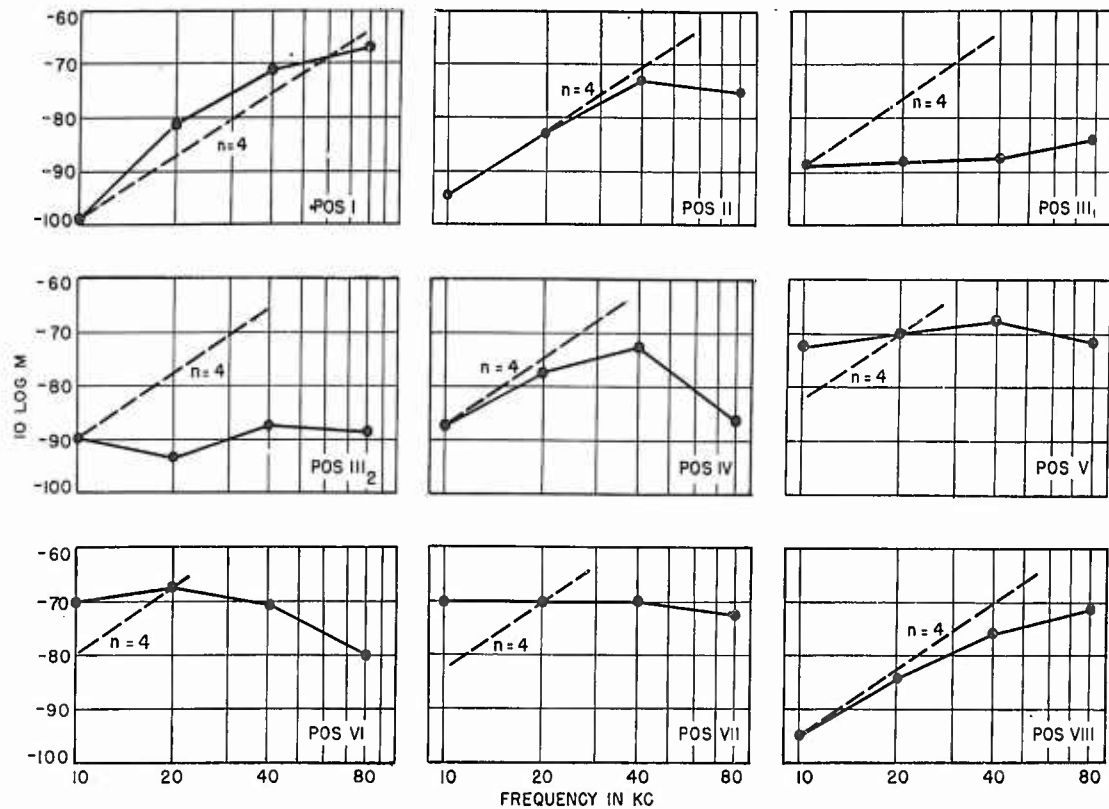 -60
-70
-80
-90
-100
n=4
POS I
n=4
POS II
n=4
POS III1
10 LOG M
-60
-70
-80
-90
-100
n=4
POS III2
n=4
POS IV
n=4
POS V
-60
-70
-80
-90
-100
n=4
POS VI
n=4
POS VII
n=4
POS VIII
10 20 40 80
10 20 40 80
10 20 40 80
FREQUENCY IN KC